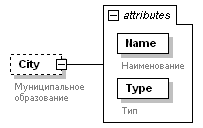 attributes
Name
Наименование
City
Муниципальное
образование
Type
Тип